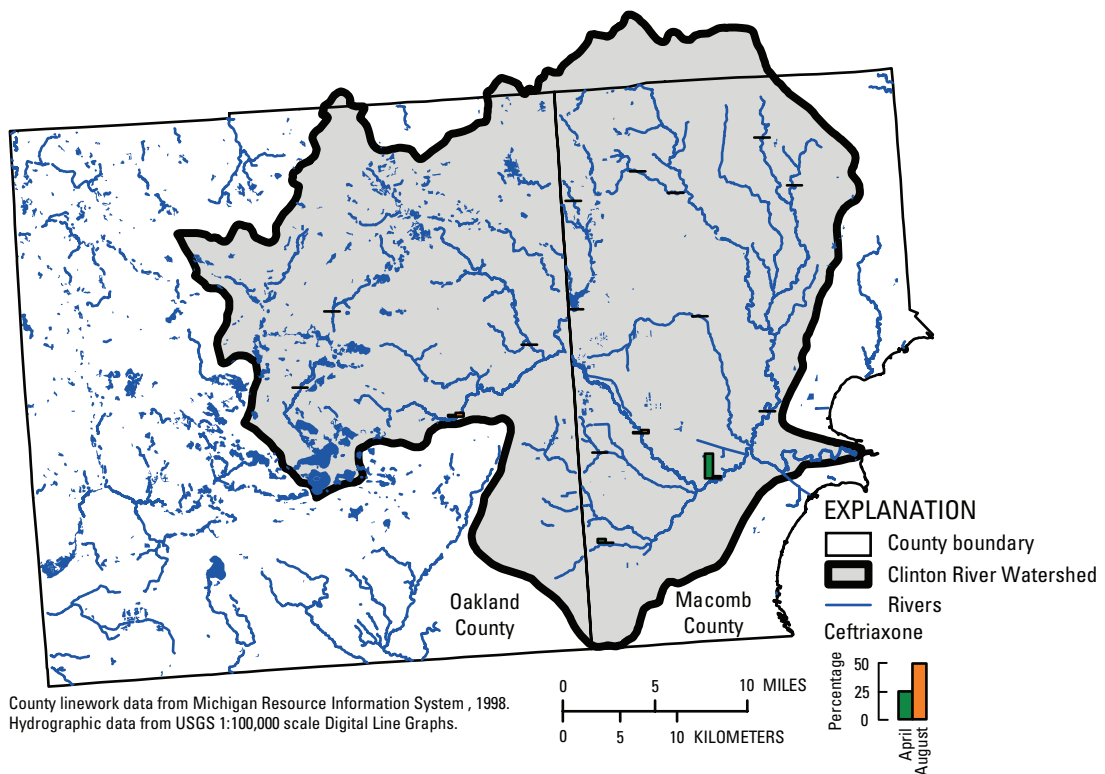 Oakland
County
Macomb
County
EXPLANATION
County boundary
Clinton River Watershed
Rivers
Ceftriaxone
Percentage
50
25
0
April
August
0 5 10 MILES
0 5 10 KILOMETERS
County linework data from Michigan Resource Information System , 1998.
Hydrographic data from USGS 1:100,000 scale Digital Line Graphs.